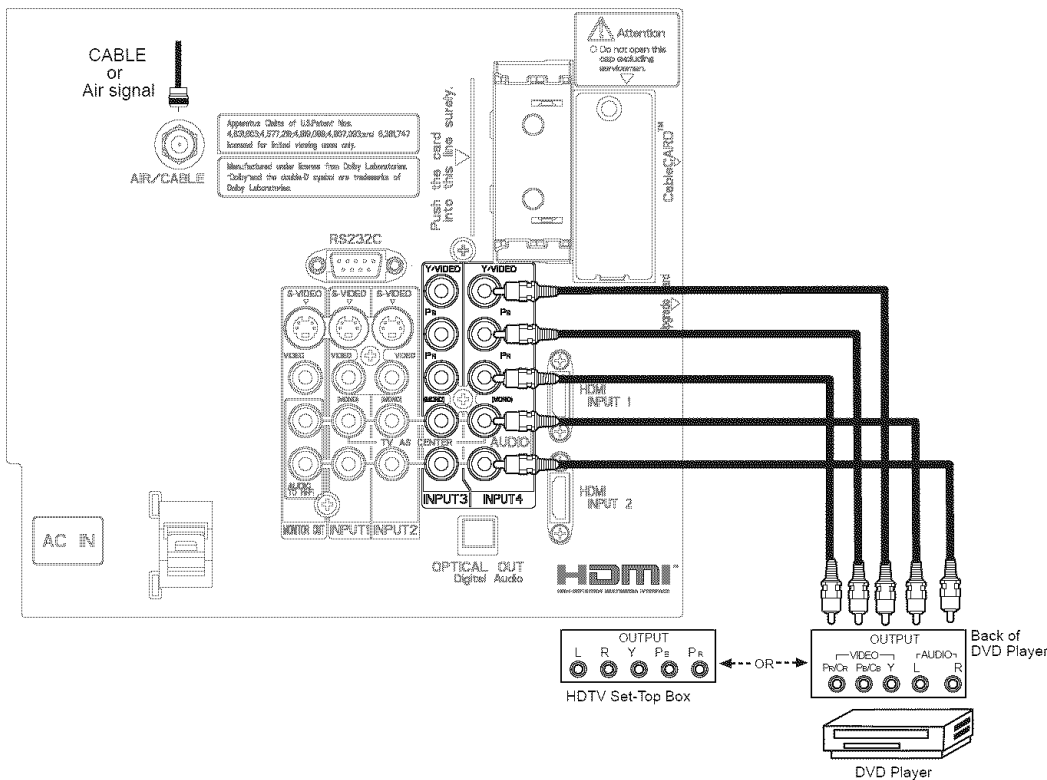 CABLE
or
Air signal
AIR/CABLE
Apparatus Claims of U.S.Patent Nos.
licensed for limited viewing uses only.
Manufactured under license from Dolby Laboratories.
"Dolby"and the double-D symbol are trademarks of
Dolby Laboratories.
Push the card
into this line surely.
Attention
Do not open this
cap excluding
serviceman.
CableCARD™
RS232C
Y/VIDEO Y/VIDEO
S-VIDEO S-VIDEO S-VIDEO
PB PB
VIDEO VIDEO VIDEO
PR PR
(MONO) (MONO) (MONO) (MONO)
TV AS CENTER AUDIO
AUDIO
TO HiFi
MONITOR OUT INPUT1 INPUT2 INPUT3 INPUT4
HDMI
INPUT 1
HDMI
INPUT 2
AC IN
OPTICAL OUT
Digital Audio
HDMI™
HIGH-DEFINITION MULTIMEDIA INTERFACE
OUTPUT
L R Y PB PR
HDTV Set-Top Box
OR
OUTPUT
VIDEO AUDIO
PR/CR PB/CB Y L R
Back of
DVD Player
DVD Player